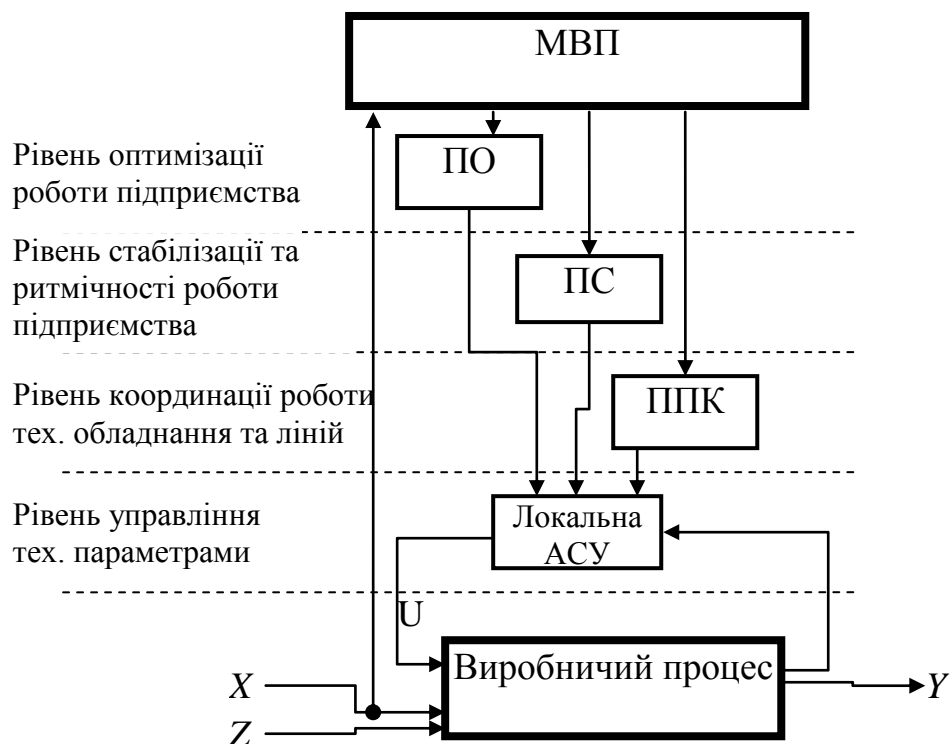 МВП
Рівень оптимізації
роботи підприємства
ПО
Рівень стабілізації та
ритмічності роботи
підприємства
ПС
Рівень координації роботи
тех. обладнання та ліній
ППК
Рівень управління
тех. параметрами
Локальна
АСУ
U
Виробничий процес
X
Y
Z